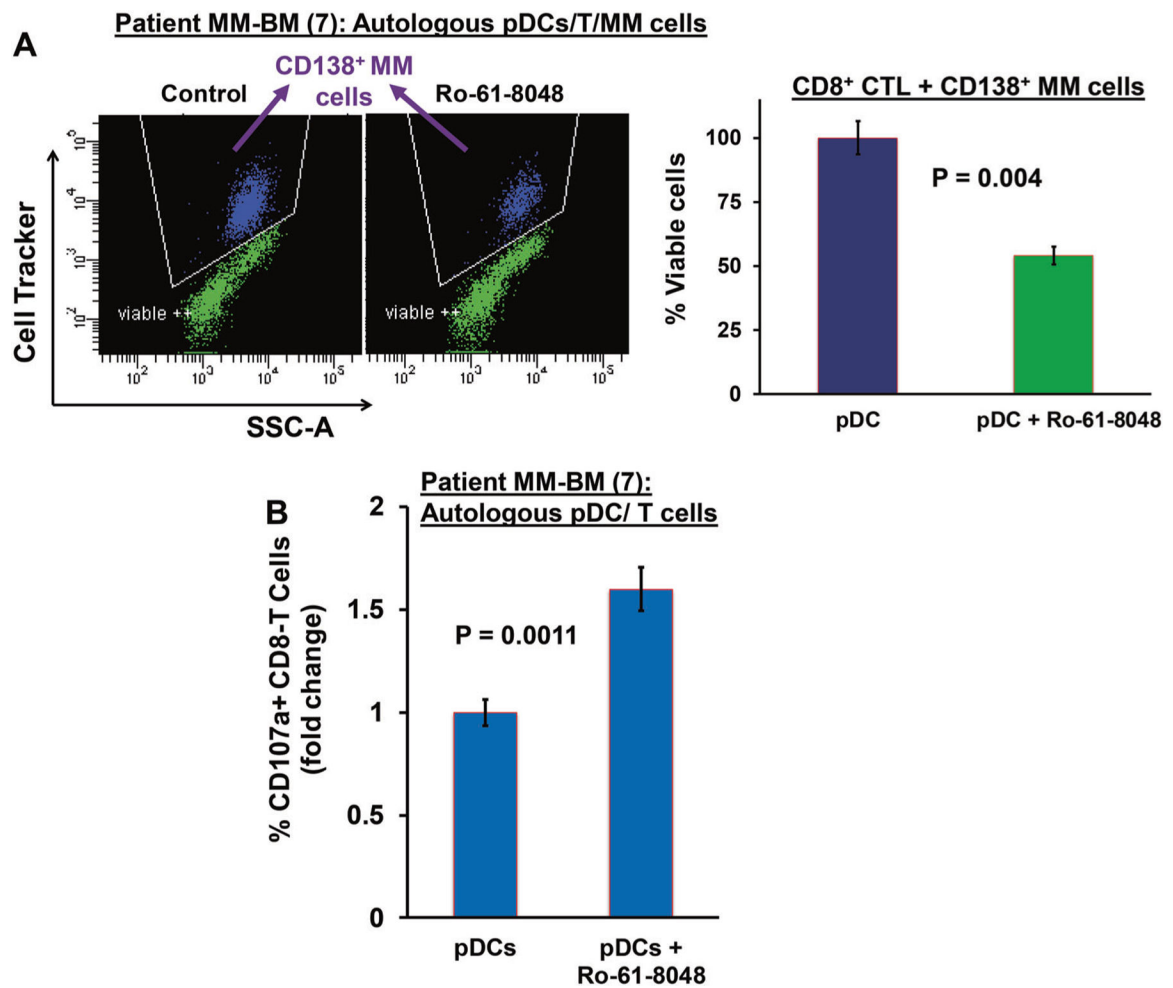 A
Patient MM-BM (7): Autologous pDCs/T/MM cells
CD138⁺ MM
cells
Control
Ro-61-8048
Cell Tracker
10⁵
10⁴
10³
10²
viable ++
viable ++
10² 10³ 10⁴ 10⁵
10² 10³ 10⁴ 10⁵
SSC-A
CD8⁺ CTL + CD138⁺ MM cells
% Viable cells
100
75
50
25
0
P = 0.004
pDC
pDC + Ro-61-8048
B
Patient MM-BM (7):
Autologous pDC/ T cells
% CD107a+ CD8-T Cells
(fold change)
2
1.5
1
0.5
0
P = 0.0011
pDCs
pDCs +
Ro-61-8048